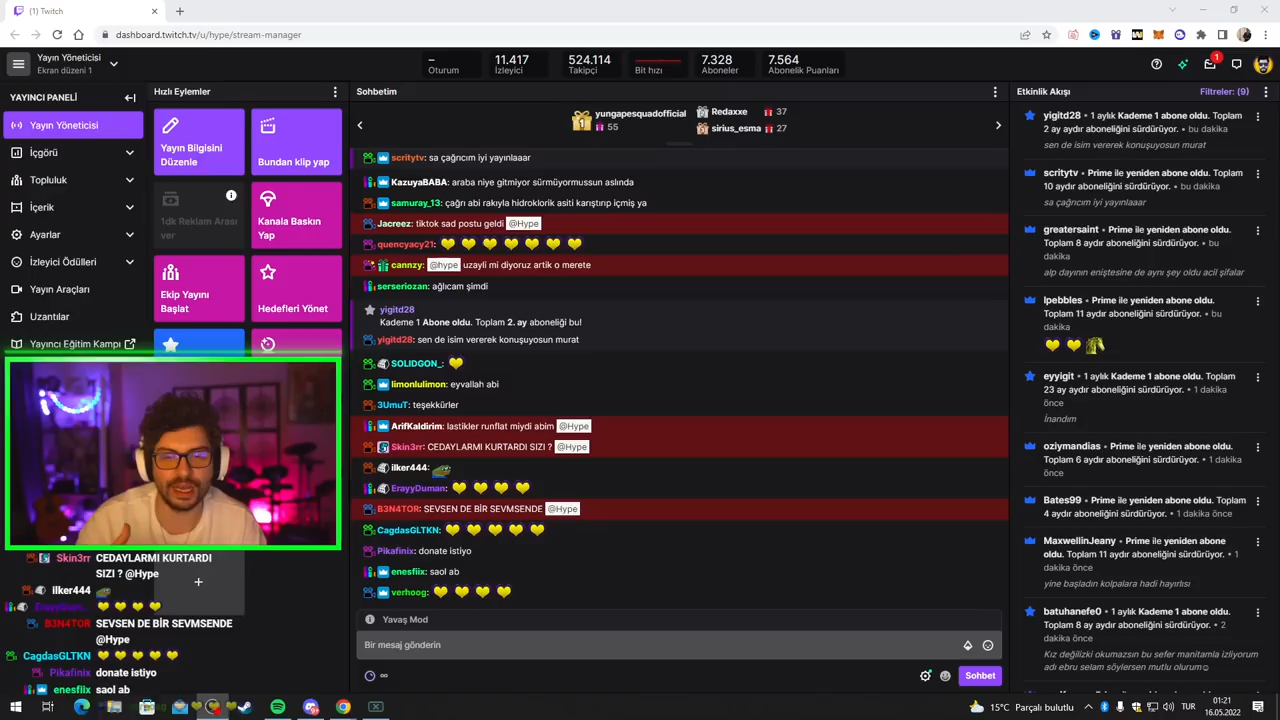 (1) Twitch
dashboard.twitch.tv/u/hype/stream-manager
Yayın Yöneticisi
Ekran düzeni 1
–
Oturum
11.417
İzleyici
524.114
Takipçi
Bit hızı
7.328
Aboneler
7.564
Abonelik Puanları
1
YAYINCI PANELİ
Yayın Yöneticisi
İçgörü
Topluluk
İçerik
Ayarlar
İzleyici Ödülleri
Yayın Araçları
Uzantılar
Yayıncı Eğitim Kampı
Hızlı Eylemler
Yayın Bilgisini
Düzenle
Bundan klip yap
1dk Reklam Arası
ver
Kanala Baskın
Yap
Ekip Yayını
Başlat
Hedefleri Yönet
Sohbetim
1
yungapesquadofficial
55
Redaxxe 37
sirius_esma 27
scritytv: sa çağrıcım iyi yayınlaaar
KazuyaBABA: araba niye gitmiyor sürmüyormussun aslında
samuray_13: çağrı abi rakıyla hidroklorik asiti karıştırıp içmiş ya
Jacreez: tiktok sad postu geldi @Hype
quencyacy21:
cannzy: @hype uzayli mi diyoruz artik o merete
serseriozan: ağlıcam şimdi
yigitd28
Kademe 1 Abone oldu. Toplam 2. ay aboneliği bu!
yigitd28: sen de isim vererek konuşuyosun murat
SOLIDGON_:
limonlulimon: eyvallah abi
3UmuT: teşekkürler
ArifKaldirim: lastikler runflat miydi abim @Hype
Skin3rr: CEDAYLARMI KURTARDI SIZI ? @Hype
ilker444:
ErayyDuman:
B3N4TOR: SEVSEN DE BİR SEVMSENDE @Hype
CagdasGLTKN:
Pikafinix: donate istiyo
enesfiix: saol ab
verhoog:
Yavaş Mod
Bir mesaj gönderin
∞
Sohbet
Etkinlik Akışı
Filtreler: (9)
yigitd28 • 1 aylık Kademe 1 abone oldu. Toplam
2 ay aydır aboneliğini sürdürüyor. • bu dakika
sen de isim vererek konuşuyosun murat
scritytv • Prime ile yeniden abone oldu. Toplam
10 aydır aboneliğini sürdürüyor. • bu dakika
sa çağrıcım iyi yayınlaaar
greatersaint • Prime ile yeniden abone oldu.
Toplam 8 aydır aboneliğini sürdürüyor. • bu
dakika
alp dayının eniştesine de aynı şey oldu acil şifalar
lpebbles • Prime ile yeniden abone oldu.
Toplam 11 aydır aboneliğini sürdürüyor. • bu
dakika
eyyigit • 1 aylık Kademe 1 abone oldu. Toplam
23 ay aydır aboneliğini sürdürüyor. • 1 dakika
önce
İnandım
oziymandias • Prime ile yeniden abone oldu.
Toplam 6 aydır aboneliğini sürdürüyor. • 1 dakika
önce
Bates99 • Prime ile yeniden abone oldu. Toplam
4 aydır aboneliğini sürdürüyor. • 1 dakika önce
MaxwellinJeany • Prime ile yeniden abone
oldu. Toplam 11 aydır aboneliğini sürdürüyor. • 1
dakika önce
yine başladın kolpalara hadi hayırlısı
batuhanefe0 • 1 aylık Kademe 1 abone oldu.
Toplam 8 ay aydır aboneliğini sürdürüyor. • 2
dakika önce
Kız değilizki okumazsın bu sefer manitamla izliyorum
adı ebru selam söylersen mutlu olurum
Skin3rr CEDAYLARMI KURTARDI
SIZI ? @Hype
ilker444
B3N4TOR SEVSEN DE BİR SEVMSENDE
@Hype
CagdasGLTKN
Pikafinix donate istiyo
enesfiix saol ab
15°C Parçalı bulutlu
TUR
01:21
16.05.2022